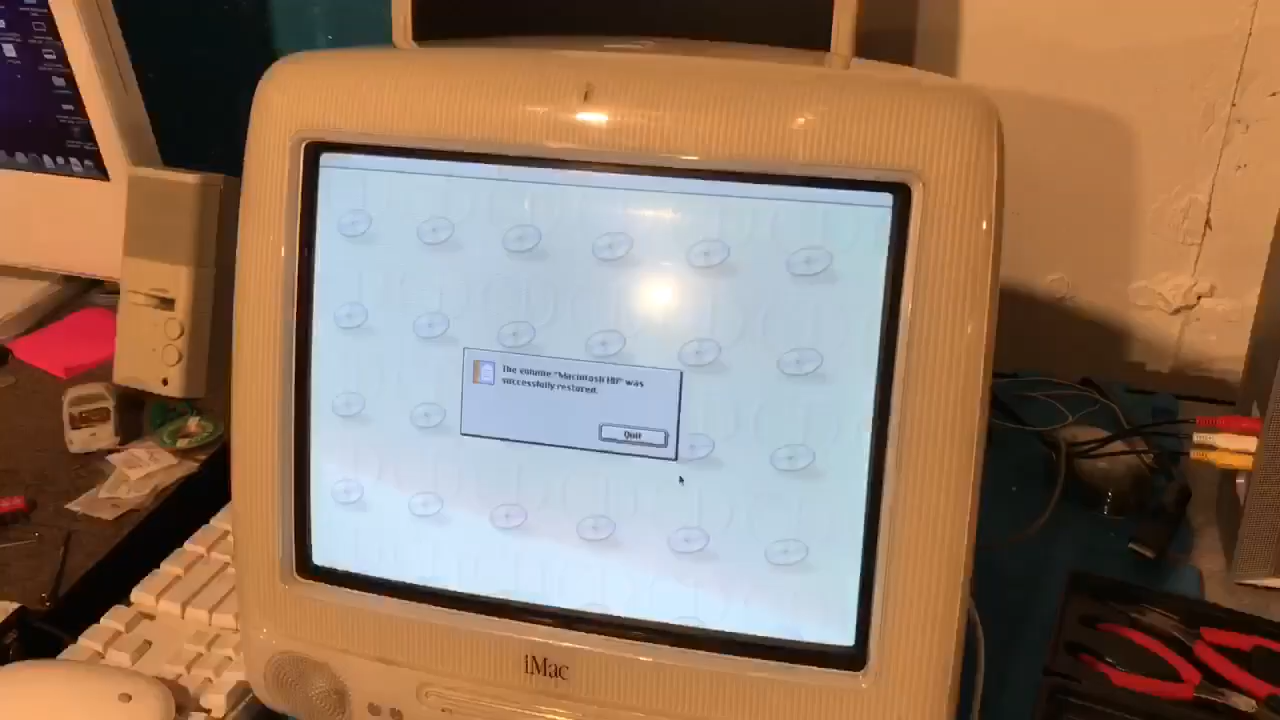 The volume "Macintosh HD" was
successfully restored.
Quit
iMac